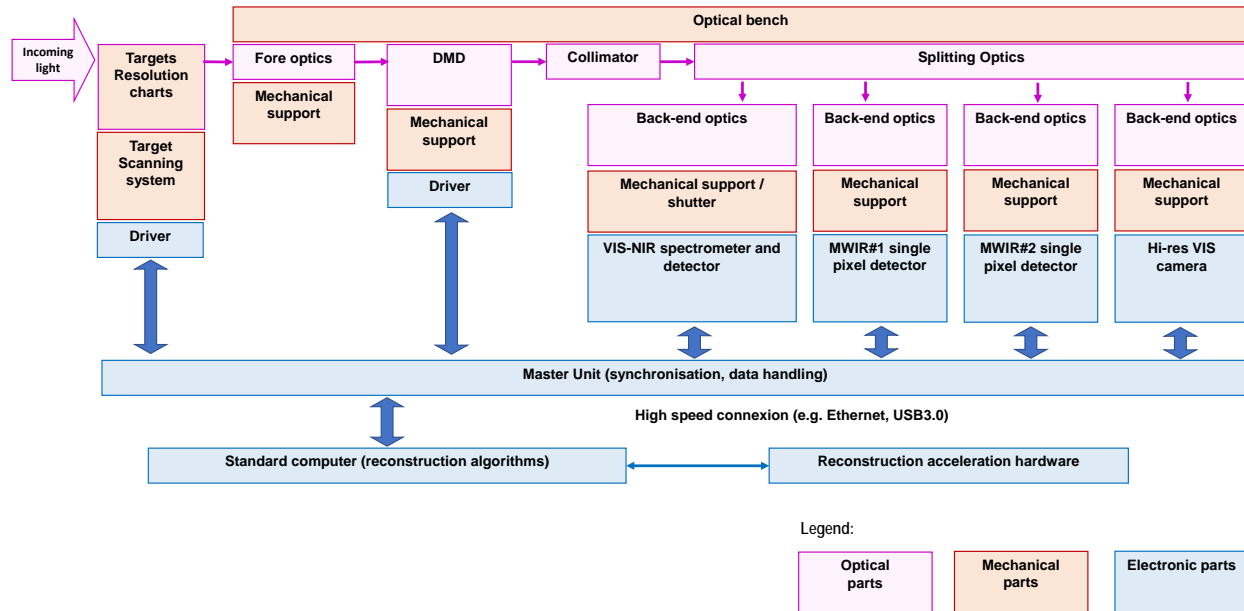 Optical bench
Incoming
light
Targets
Resolution
charts
Fore optics
DMD
Collimator
Splitting Optics
Mechanical
support
Mechanical
support
Target
Scanning
system
Driver
Driver
Back-end optics
Back-end optics
Back-end optics
Back-end optics
Mechanical support /
shutter
Mechanical
support
Mechanical
support
Mechanical
support
VIS-NIR spectrometer and
detector
MWIR#1 single
pixel detector
MWIR#2 single
pixel detector
Hi-res VIS
camera
Master Unit (synchronisation, data handling)
High speed connexion (e.g. Ethernet, USB3.0)
Standard computer (reconstruction algorithms)
Reconstruction acceleration hardware
Legend:
Optical
parts
Mechanical
parts
Electronic parts